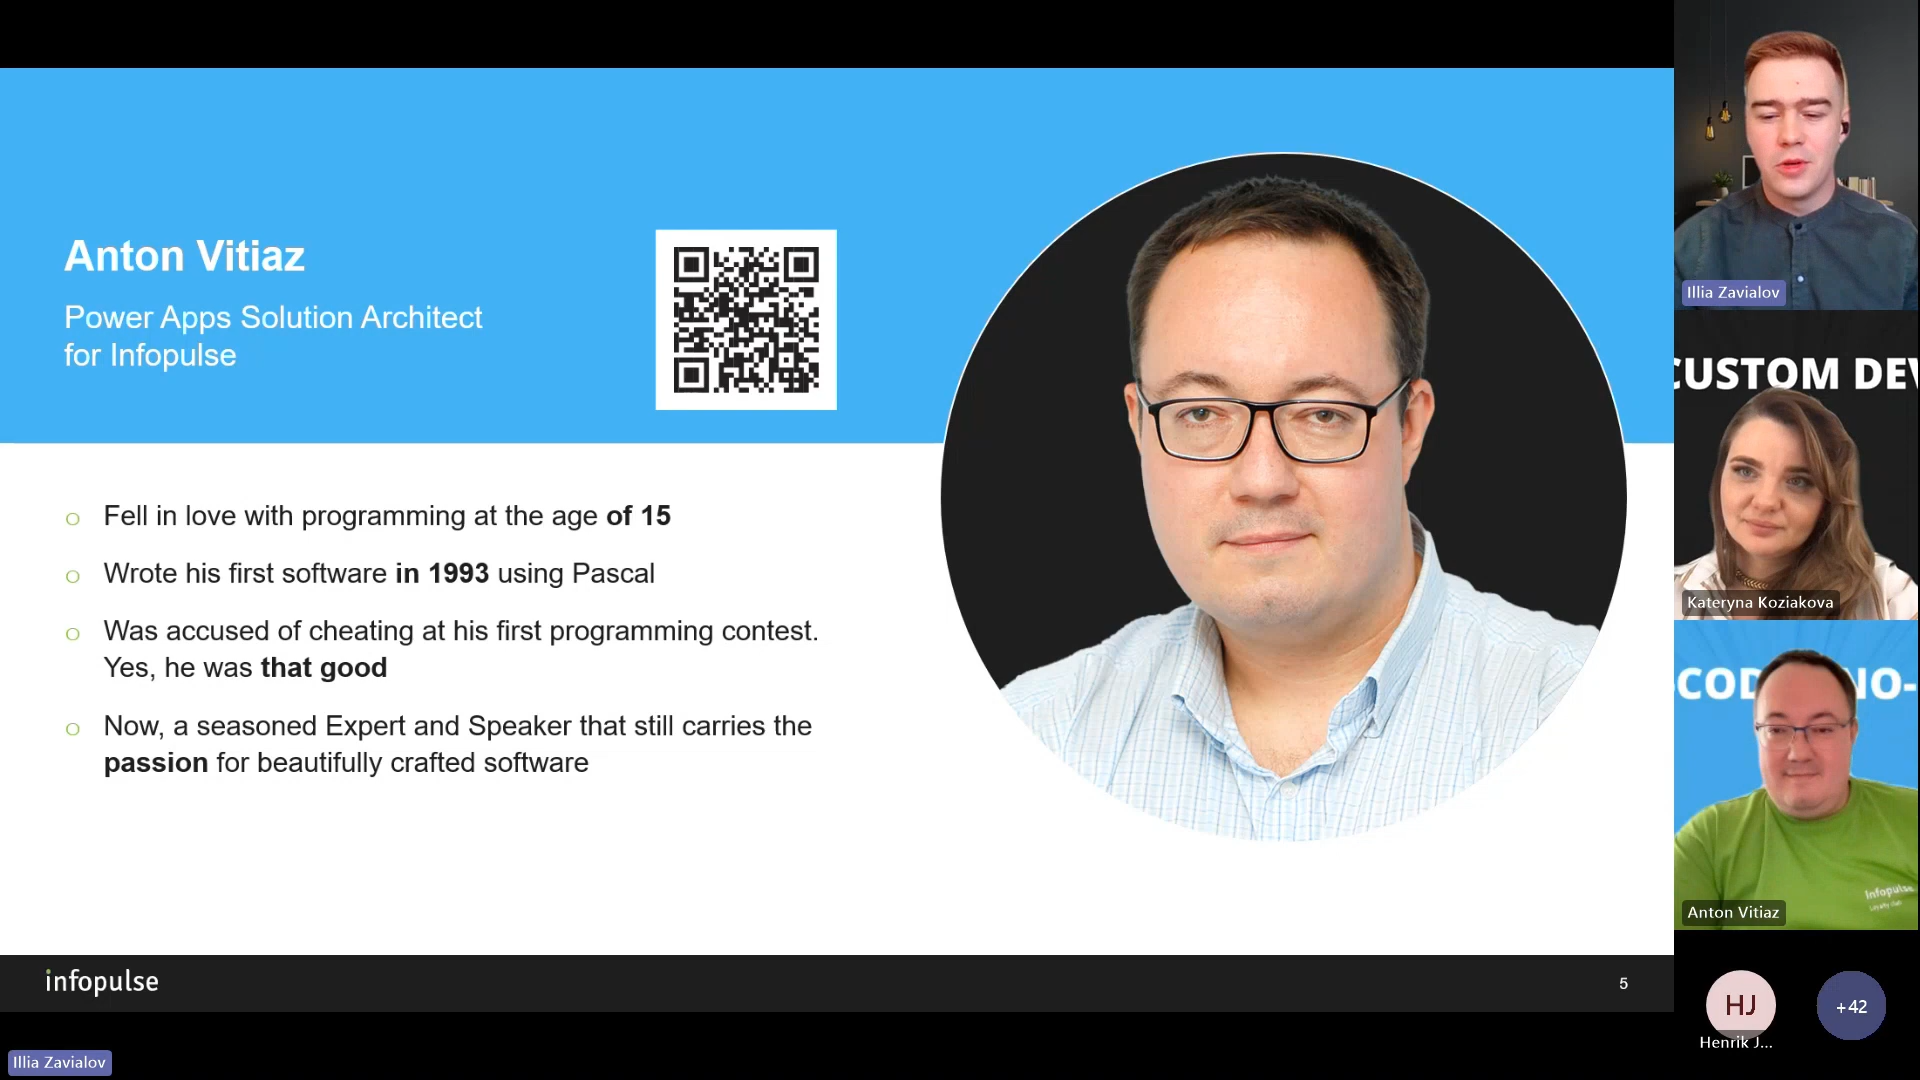 Anton Vitiaz
Power Apps Solution Architect
for Infopulse
Fell in love with programming at the age of 15
Wrote his first software in 1993 using Pascal
Was accused of cheating at his first programming contest.
Yes, he was that good
Now, a seasoned Expert and Speaker that still carries the
passion for beautifully crafted software
infopulse
5
Illia Zavialov
Illia Zavialov
CUSTOM DEV
Kateryna Koziakova
COD NO-
Infopulse
Anton Vitiaz
HJ
Henrik J...
+42